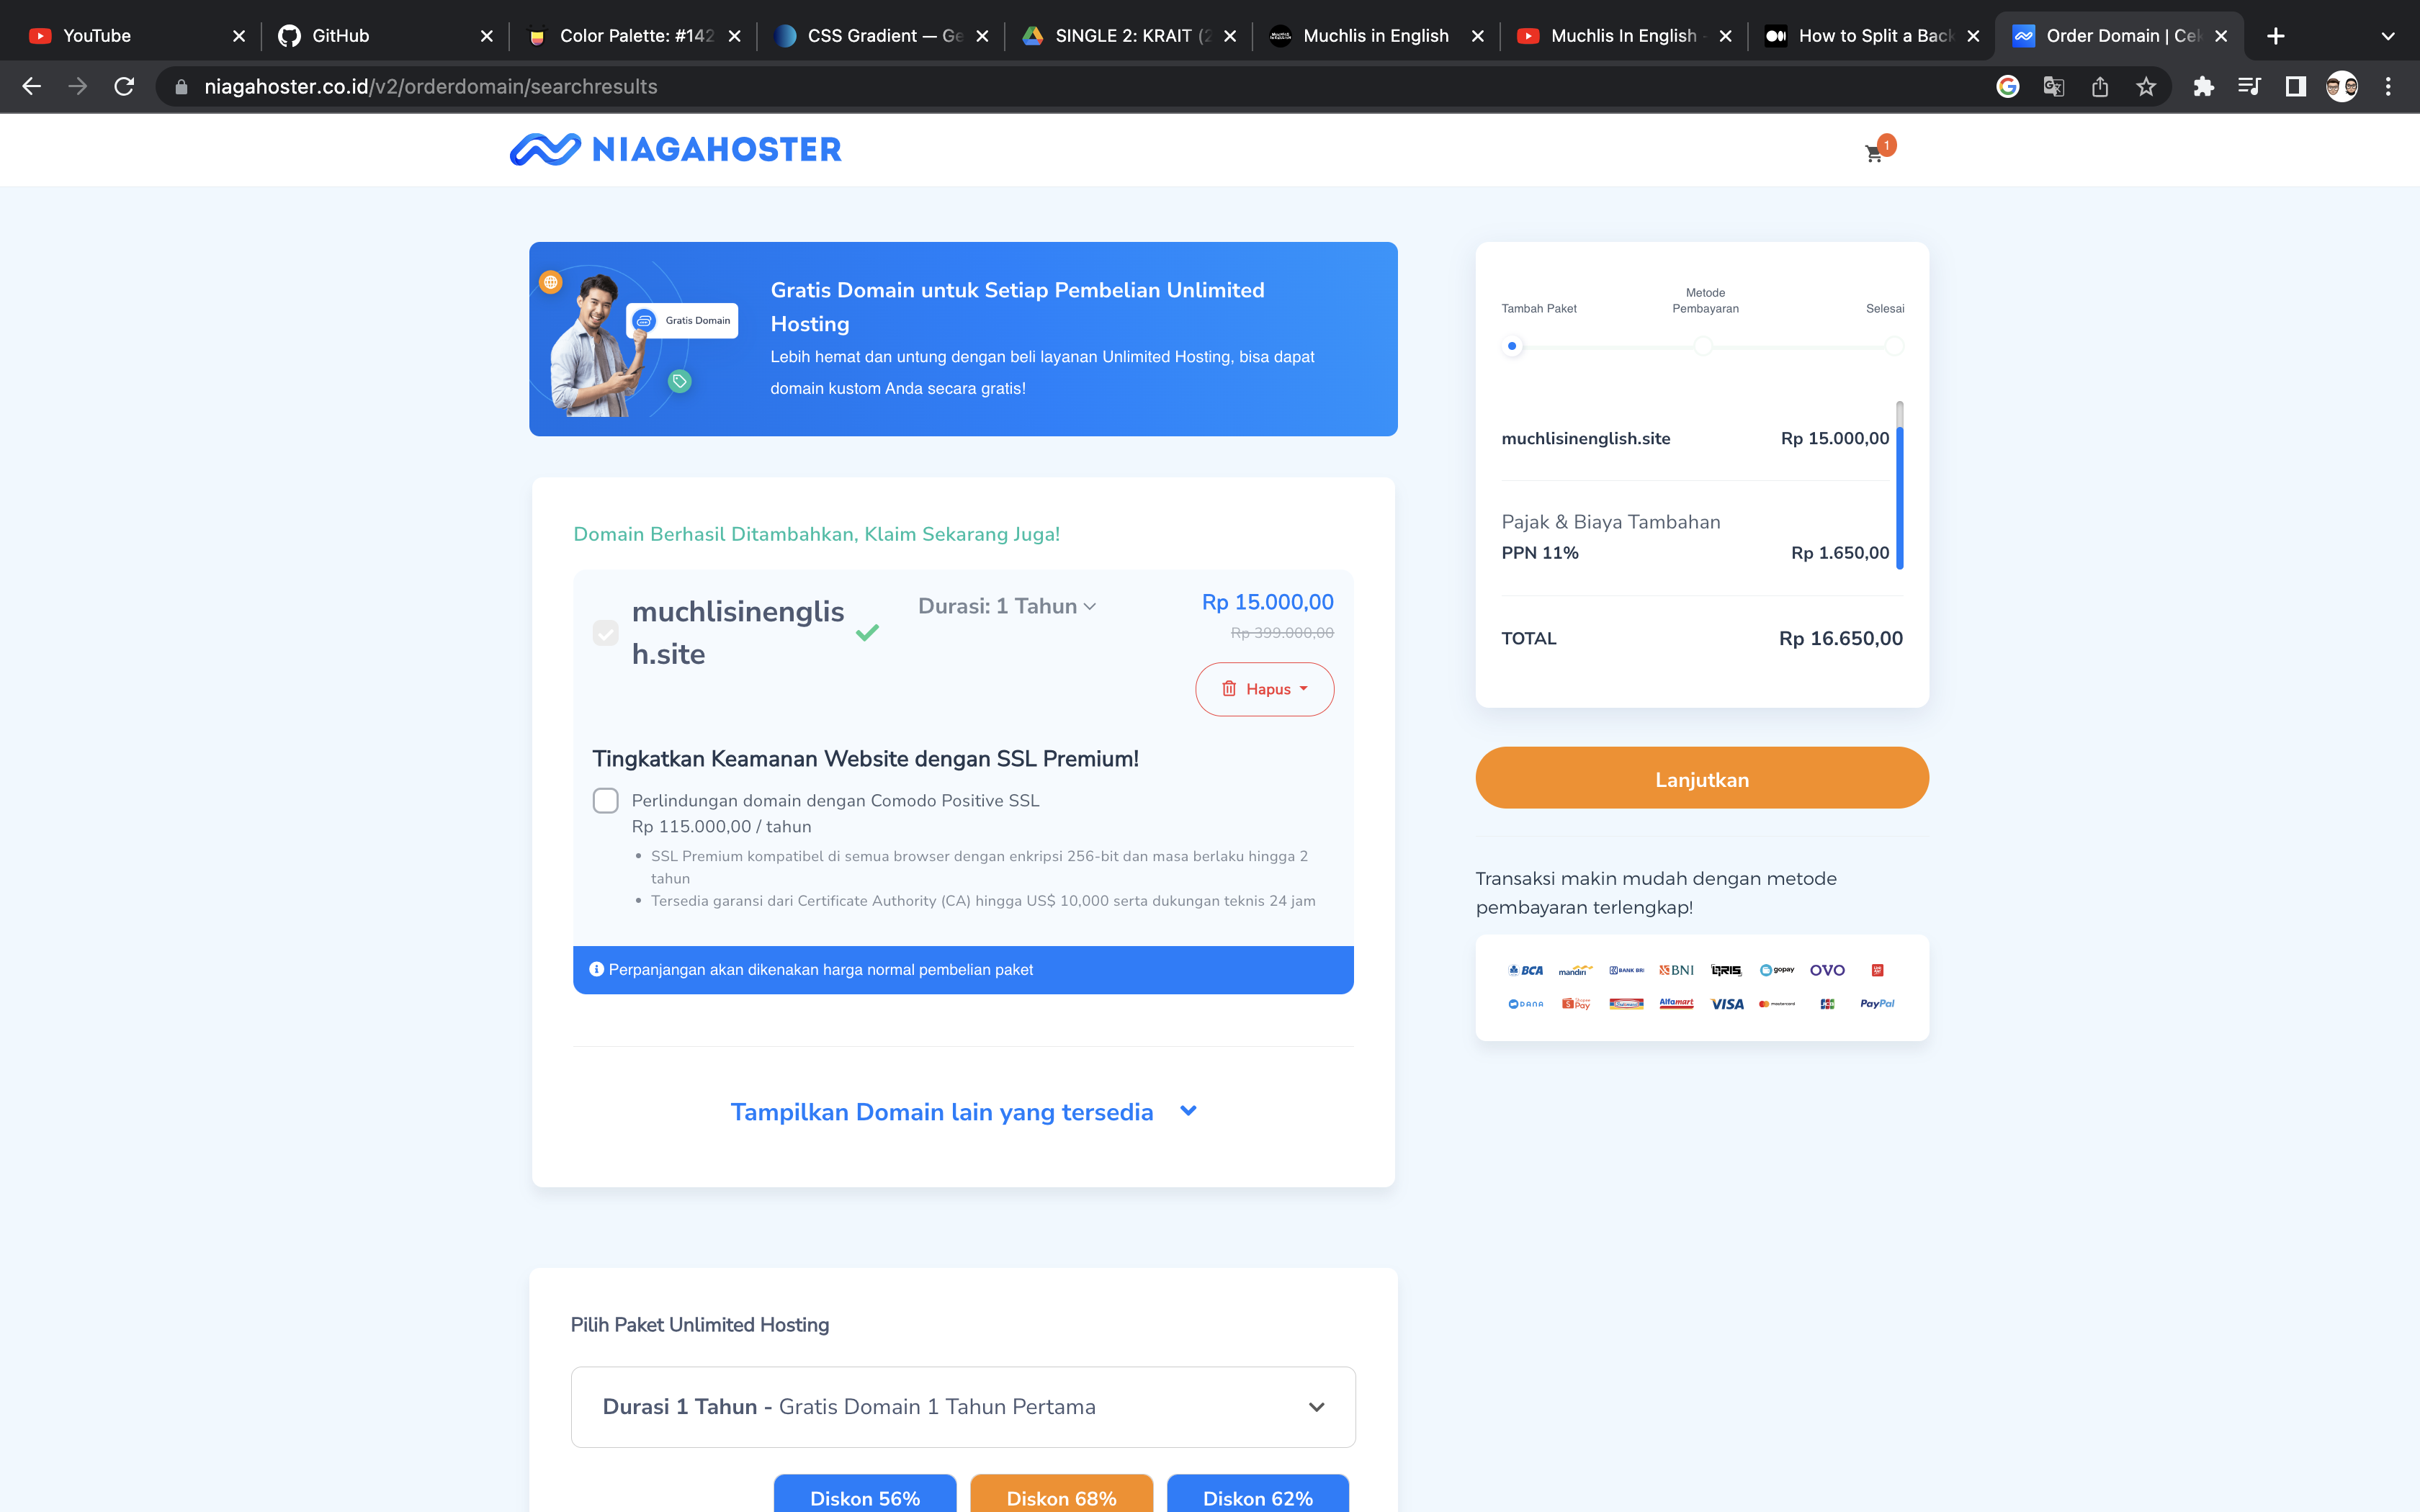 YouTube
GitHub
Color Palette: #142
CSS Gradient — Ge
SINGLE 2: KRAIT (2
Muchlis in English
Muchlis In English -
How to Split a Back
Order Domain | Cek
niagahoster.co.id/v2/orderdomain/searchresults
NIAGAHOSTER
1
Gratis Domain
Gratis Domain untuk Setiap Pembelian Unlimited
Hosting
Lebih hemat dan untung dengan beli layanan Unlimited Hosting, bisa dapat
domain kustom Anda secara gratis!
Domain Berhasil Ditambahkan, Klaim Sekarang Juga!
muchlisinenglis
h.site
Durasi: 1 Tahun
Rp 15.000,00
Rp 399.000,00
Hapus
Tingkatkan Keamanan Website dengan SSL Premium!
Perlindungan domain dengan Comodo Positive SSL
Rp 115.000,00 / tahun
• SSL Premium kompatibel di semua browser dengan enkripsi 256-bit dan masa berlaku hingga 2
tahun
• Tersedia garansi dari Certificate Authority (CA) hingga US$ 10,000 serta dukungan teknis 24 jam
Perpanjangan akan dikenakan harga normal pembelian paket
Tampilkan Domain lain yang tersedia
Pilih Paket Unlimited Hosting
Durasi 1 Tahun - Gratis Domain 1 Tahun Pertama
Diskon 56%
Diskon 68%
Diskon 62%
Tambah Paket
Metode
Pembayaran
Selesai
muchlisinenglish.site Rp 15.000,00
Pajak & Biaya Tambahan
PPN 11% Rp 1.650,00
TOTAL Rp 16.650,00
Lanjutkan
Transaksi makin mudah dengan metode
pembayaran terlengkap!
BCA mandiri BANK BRI BNI QRIS gopay OVO
DANA Pay Indomaret Alfamart VISA mastercard JCB PayPal